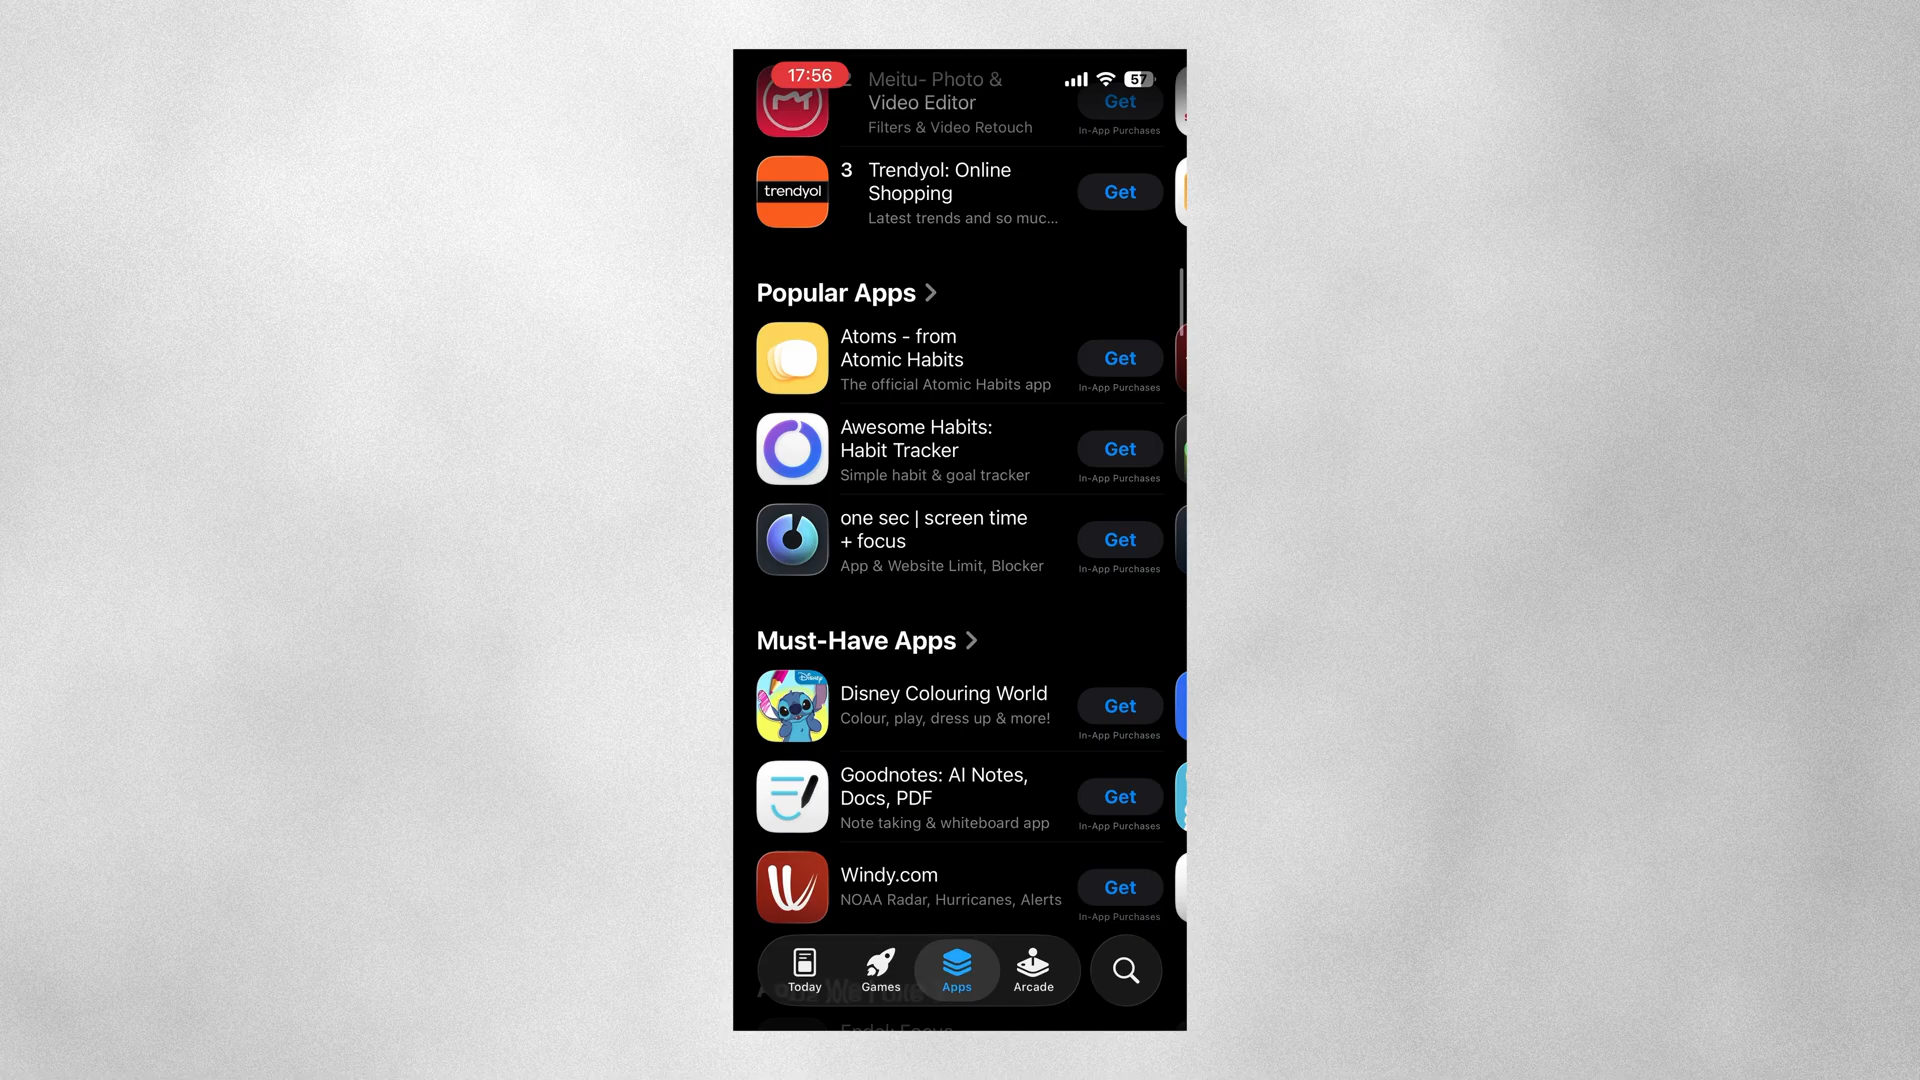 17:56
57
2 Meitu- Photo &
Video Editor
Filters & Video Retouch
Get
In-App Purchases
trendyol
3 Trendyol: Online
Shopping
Latest trends and so muc...
Get
Popular Apps
Atoms - from
Atomic Habits
The official Atomic Habits app
Get
In-App Purchases
Awesome Habits:
Habit Tracker
Simple habit & goal tracker
Get
In-App Purchases
one sec | screen time
+ focus
App & Website Limit, Blocker
Get
In-App Purchases
Must-Have Apps
Disney
Disney Colouring World
Colour, play, dress up & more!
Get
In-App Purchases
Goodnotes: AI Notes,
Docs, PDF
Note taking & whiteboard app
Get
In-App Purchases
Windy.com
NOAA Radar, Hurricanes, Alerts
Get
In-App Purchases
Today
Games
Apps
Arcade